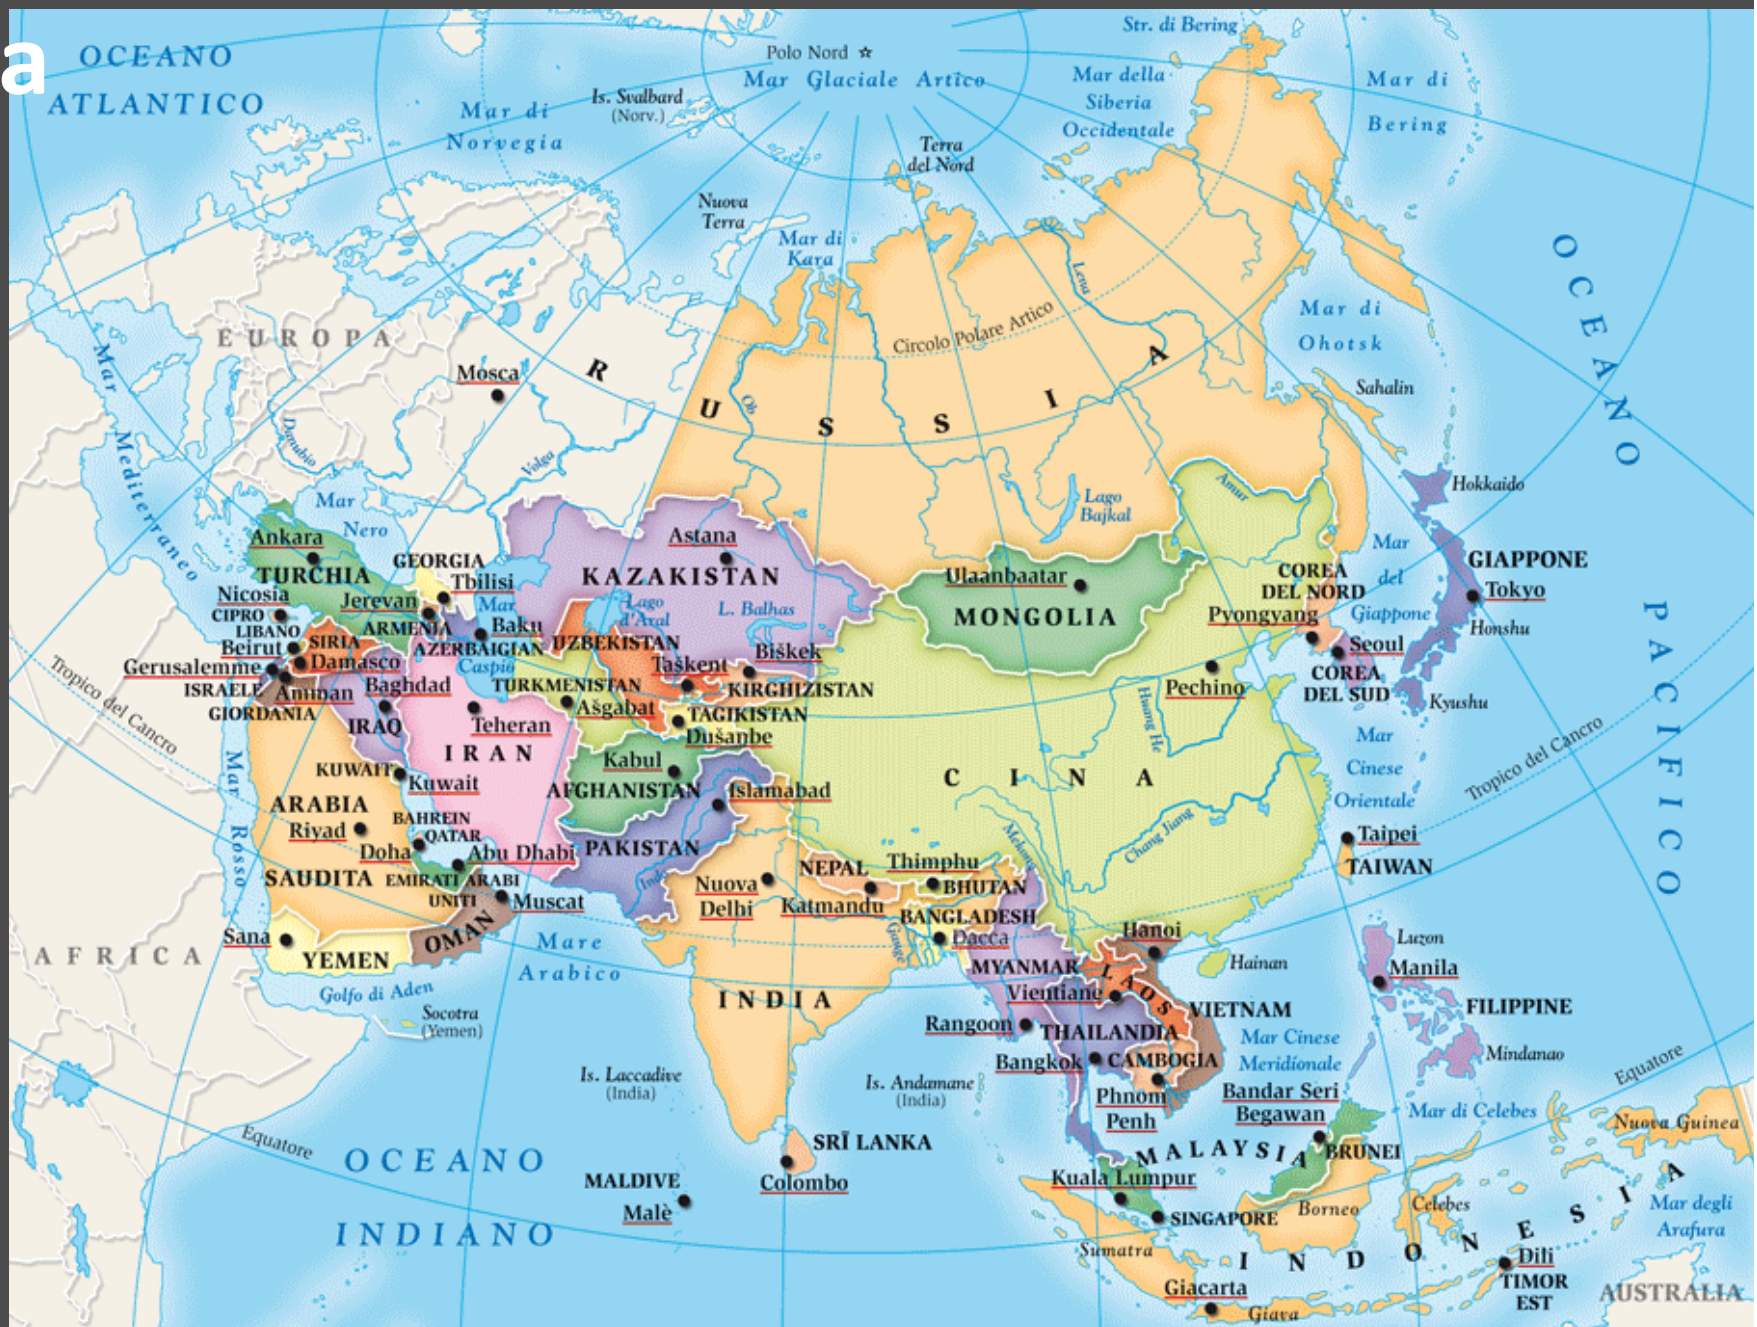 a
OCEANO
ATLANTICO
Mar di
Norvegia
Is. Svalbard
(Norv.)
Polo Nord
Mar Glaciale Artico
Terra
del Nord
Str. di Bering
Mar della
Siberia
Occidentale
Mar di
Bering
Nuova
Terra
Mar di
Kara
EUROPA
Mosca
Circolo Polare Artico
Lena
Mar di
Ohotsk
Sahalin
OCEANO
PACIFICO
RUSSIA
Ob
Volga
Danubio
Mar
Mediterraneo
Mar
Nero
Lago
Bajkal
Amur
Hokkaido
Ankara
TURCHIA
GEORGIA
Tbilisi
Astana
KAZAKISTAN
Ulaanbaatar
MONGOLIA
COREA
DEL NORD
Pyongyang
Mar
del
Giappone
GIAPPONE
Tokyo
Honshu
Nicosia
CIPRO
LIBANO
Beirut
SIRIA
Damasco
Jerevan
ARMENIA
Mar
Caspio
Baku
AZERBAIGIAN
Lago
d'Aral
L. Balhas
UZBEKISTAN
Biškek
Taškent
KIRGHIZISTAN
Seoul
COREA
DEL SUD
Kyushu
Gerusalemme
ISRAELE
Amman
GIORDANIA
Baghdad
IRAQ
Teheran
IRAN
TURKMENISTAN
Ašgabat
TAGIKISTAN
Dušanbe
Pechino
Huang He
Tropico del Cancro
Mar Rosso
KUWAIT
Kuwait
Kabul
AFGHANISTAN
Islamabad
CINA
Chang Jiang
Mekong
Mar
Cinese
Orientale
Tropico del Cancro
ARABIA
SAUDITA
Riyad
BAHREIN
QATAR
Doha
Abu Dhabi
EMIRATI ARABI
UNITI
Muscat
OMAN
PAKISTAN
Indo
Nuova
Delhi
NEPAL
Katmandu
Thimphu
BHUTAN
BANGLADESH
Dacca
Gange
Taipei
TAIWAN
AFRICA
Sana
YEMEN
Golfo di Aden
Socotra
(Yemen)
Mare
Arabico
INDIA
MYANMAR
Rangoon
Hanoi
Hainan
LAOS
Vientiane
VIETNAM
THAILANDIA
Bangkok
CAMBOGIA
Phnom
Penh
Mar Cinese
Meridionale
Luzon
Manila
FILIPPINE
Mindanao
Equatore
Is. Laccadive
(India)
Is. Andamane
(India)
Bandar Seri
Begawan
BRUNEI
Mar di Celebes
Nuova Guinea
Equatore
OCEANO
INDIANO
MALDIVE
Malè
SRĪ LANKA
Colombo
MALAYSIA
Kuala Lumpur
SINGAPORE
Borneo
Celebes
Sumatra
INDONESIA
Giacarta
Giava
Dili
TIMOR
EST
Mar degli
Arafura
AUSTRALIA